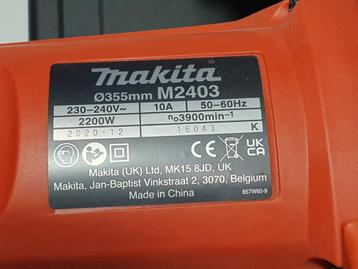 makita
Ø355mm M2403
230-240V~ 10A 50-60Hz
2200W n₀3900min⁻¹
2020-12 16043 K
CE UK CA
Makita (UK) Ltd, MK15 8JD, UK
Makita, Jan-Baptist Vinkstraat 2, 3070, Belgium
Made in China
857W60-9